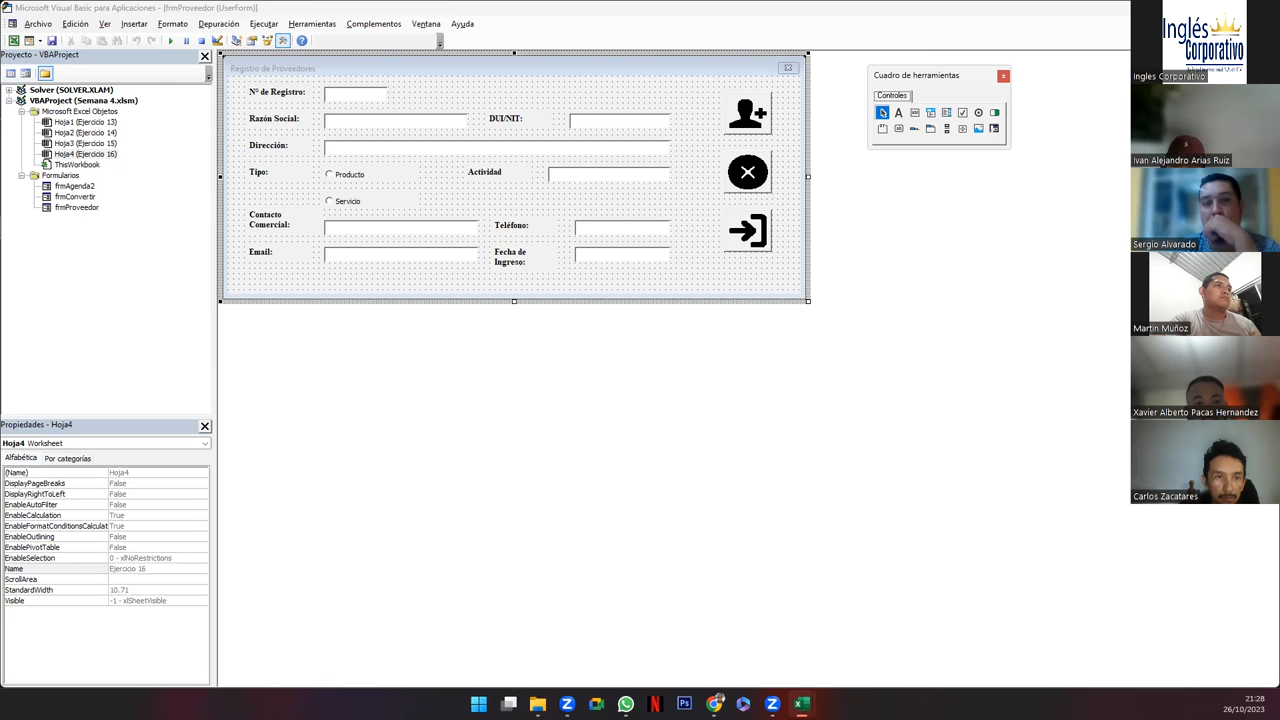 Microsoft Visual Basic para Aplicaciones - [frmProveedor (UserForm)]
Archivo Edición Ver Insertar Formato Depuración Ejecutar Herramientas Complementos Ventana Ayuda
Proyecto - VBAProject
Solver (SOLVER.XLAM)
VBAProject (Semana 4.xlsm)
Microsoft Excel Objetos
Hoja1 (Ejercicio 13)
Hoja2 (Ejercicio 14)
Hoja3 (Ejercicio 15)
Hoja4 (Ejercicio 16)
ThisWorkbook
Formularios
frmAgenda2
frmConvertir
frmProveedor
Propiedades - Hoja4
Hoja4 Worksheet
Alfabética Por categorías
(Name) Hoja4
DisplayPageBreaks False
DisplayRightToLeft False
EnableAutoFilter False
EnableCalculation True
EnableFormatConditionsCalculat True
EnableOutlining False
EnablePivotTable False
EnableSelection 0 - xlNoRestrictions
Name Ejercicio 16
ScrollArea
StandardWidth 10.71
Visible -1 - xlSheetVisible
Registro de Proveedores
N° de Registro:
Razón Social: DUI/NIT:
Dirección:
Tipo: Producto Actividad
Servicio
Contacto
Comercial: Teléfono:
Email: Fecha de
Ingreso:
Cuadro de herramientas
Controles
Inglés
Corporativo
Ingles Corporativo
Ivan Alejandro Arias Ruiz
Sergio Alvarado
Martin Muñoz
Xavier Alberto Pacas Hernandez
Carlos Zacatares
21:28
26/10/2023